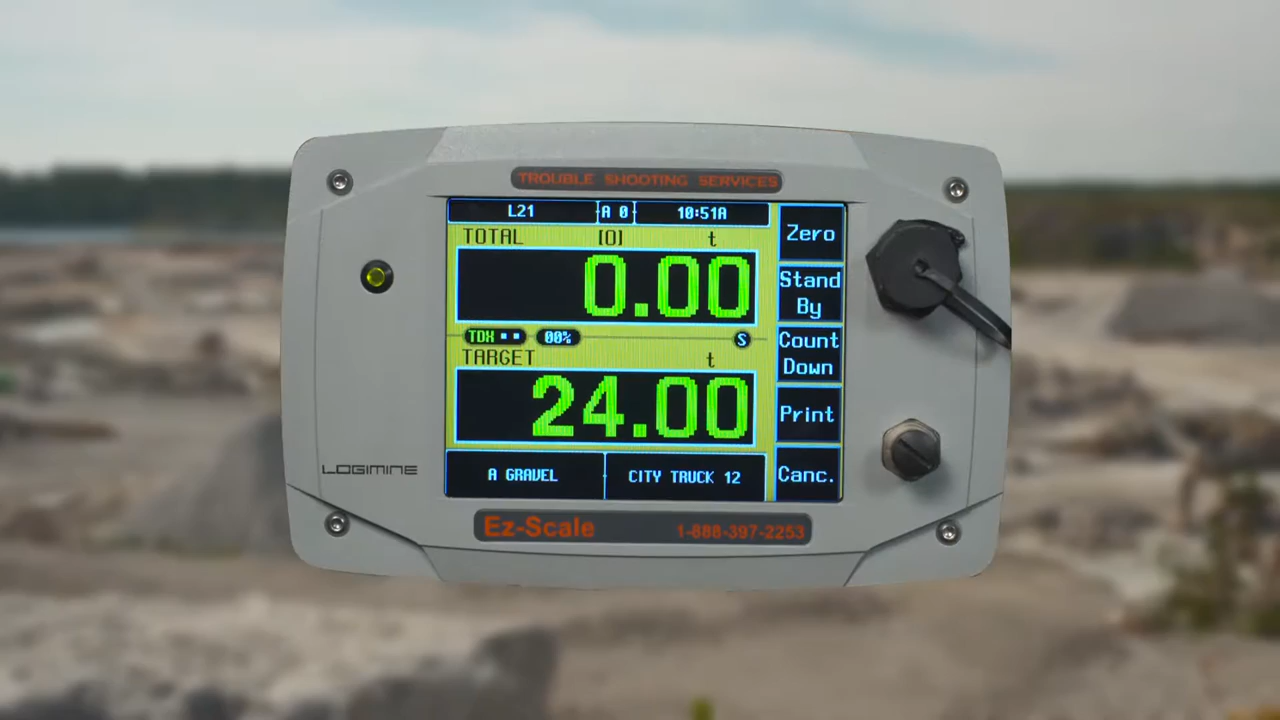 TROUBLE SHOOTING SERVICES
L21 A 0 10:51A
TOTAL [0] t
0.00
TDX 00% S
TARGET t
24.00
A GRAVEL CITY TRUCK 12
Zero
Stand
By
Count
Down
Print
Canc.
LOGIMINE
Ez-Scale 1-888-397-2253